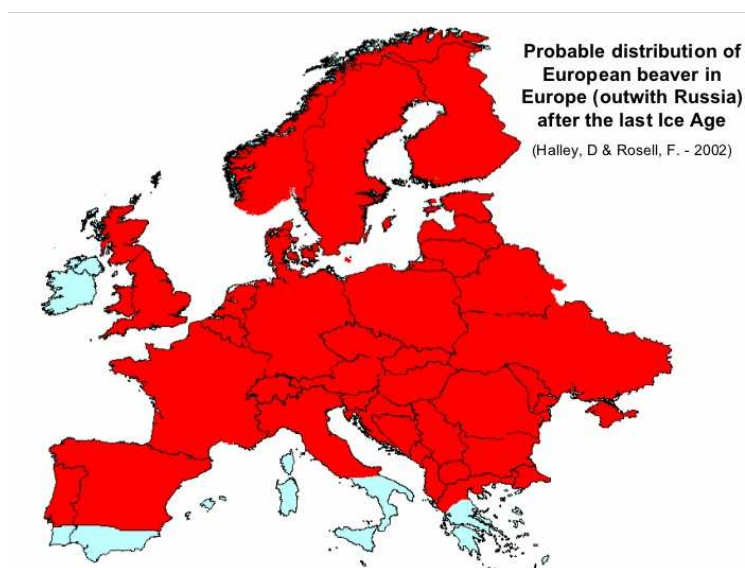 Probable distribution of
European beaver in
Europe (outwith Russia)
after the last Ice Age
(Halley, D & Rosell, F. - 2002)